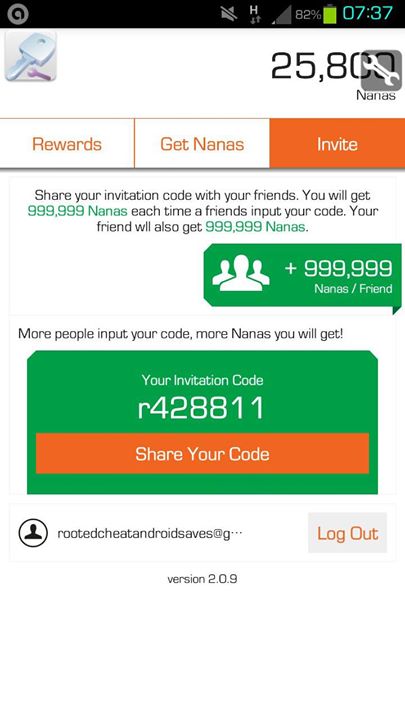 H 82% 07:37
25,800
Nanas
Rewards Get Nanas Invite
Share your invitation code with your friends. You will get
999,999 Nanas each time a friends input your code. Your
friend wll also get 999,999 Nanas.
+ 999,999
Nanas / Friend
More people input your code, more Nanas you will get!
Your Invitation Code
r428811
Share Your Code
rootedcheatandroidsaves@g...
Log Out
version 2.0.9